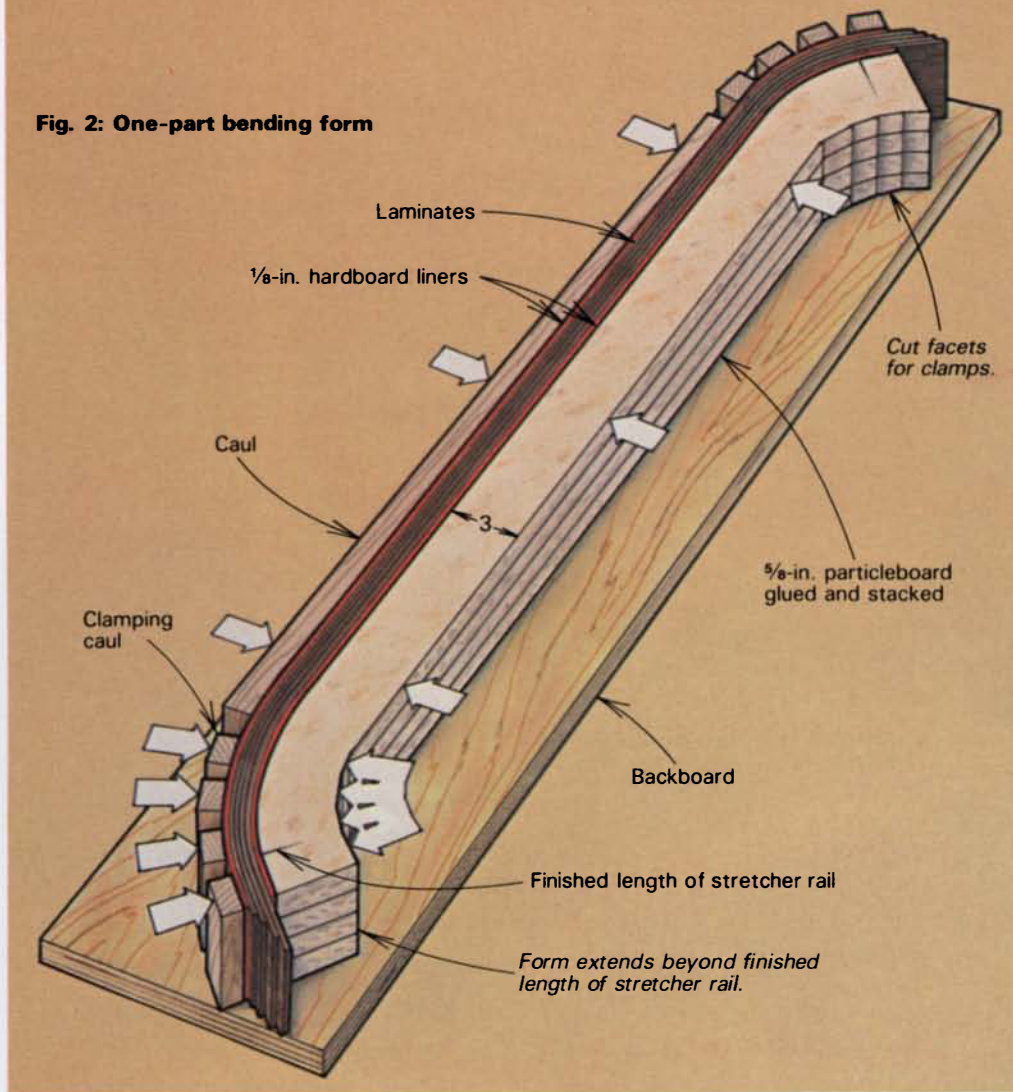 Fig. 2: One-part bending form
Laminates
⅛-in. hardboard liners
Cut facets
for clamps.
Caul
3
⅝-in. particleboard
glued and stacked
Clamping
caul
Backboard
Finished length of stretcher rail
Form extends beyond finished
length of stretcher rail.